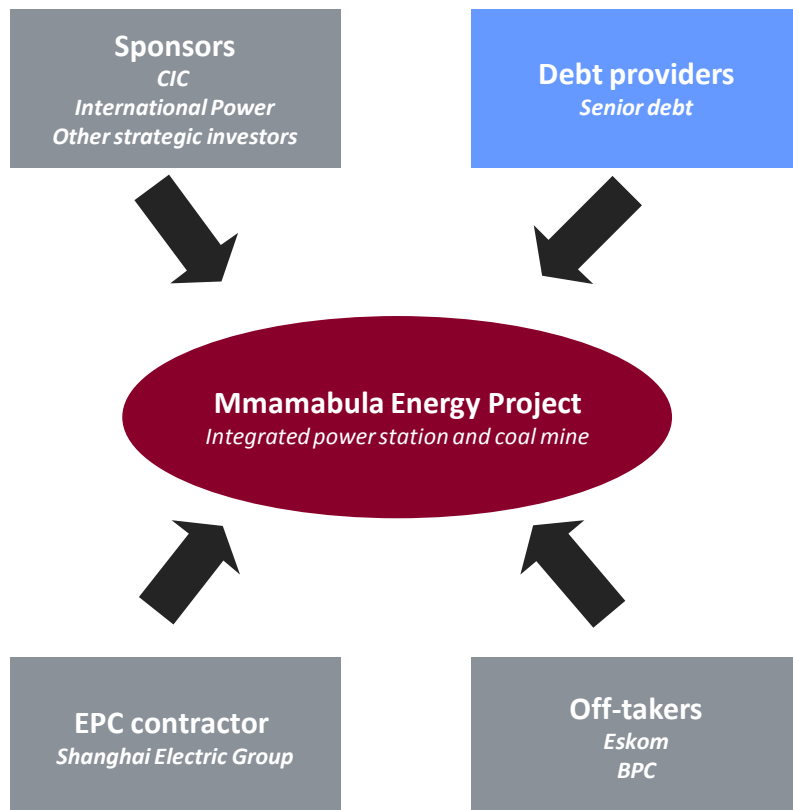 Sponsors
CIC
International Power
Other strategic investors
Debt providers
Senior debt
Mmamabula Energy Project
Integrated power station and coal mine
EPC contractor
Shanghai Electric Group
Off-takers
Eskom
BPC